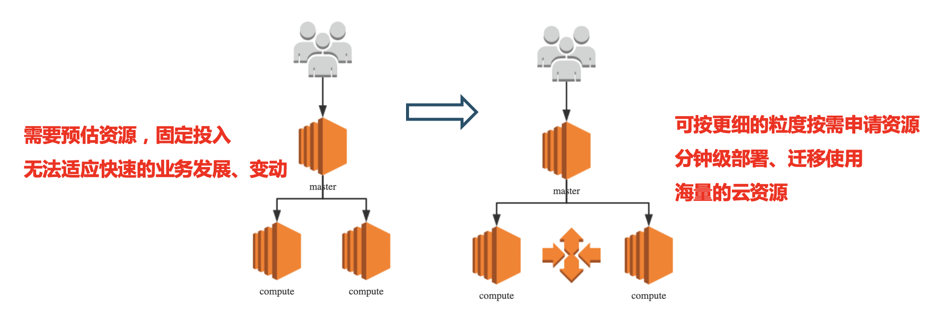 需要预估资源，固定投入
无法适应快速的业务发展、变动
master
compute
compute
可按更细的粒度按需申请资源
分钟级部署、迁移使用
海量的云资源
master
compute
compute